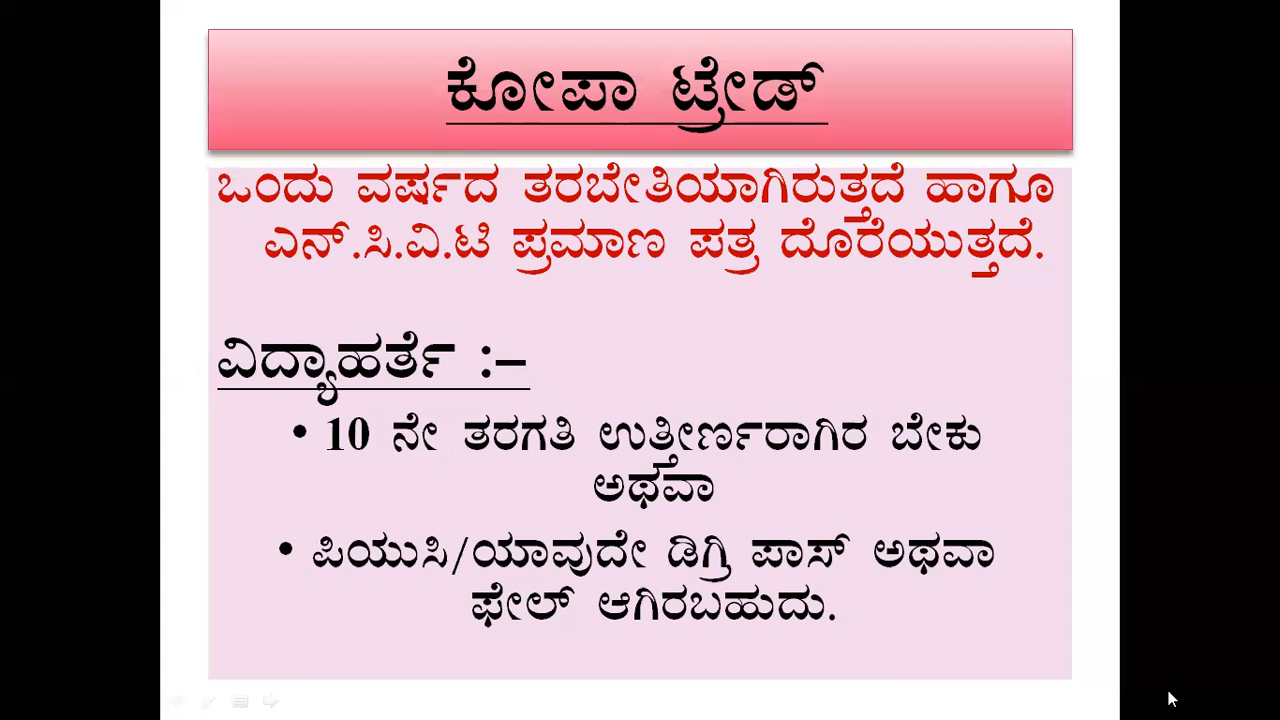 ಕೋಪಾ ಟ್ರೇಡ್
ಒಂದು ವರ್ಷದ ತರಬೇತಿಯಾಗಿರುತ್ತದೆ ಹಾಗೂ
ಎನ್.ಸಿ.ವಿ.ಟಿ ಪ್ರಮಾಣ ಪತ್ರ ದೊರೆಯುತ್ತದೆ.
ವಿದ್ಯಾಹರ್ತೆ :–
• 10 ನೇ ತರಗತಿ ಉತ್ತೀರ್ಣರಾಗಿರ ಬೇಕು
ಅಥವಾ
• ಪಿಯುಸಿ/ಯಾವುದೇ ಡಿಗ್ರಿ ಪಾಸ್ ಅಥವಾ
ಫೇಲ್ ಆಗಿರಬಹುದು.